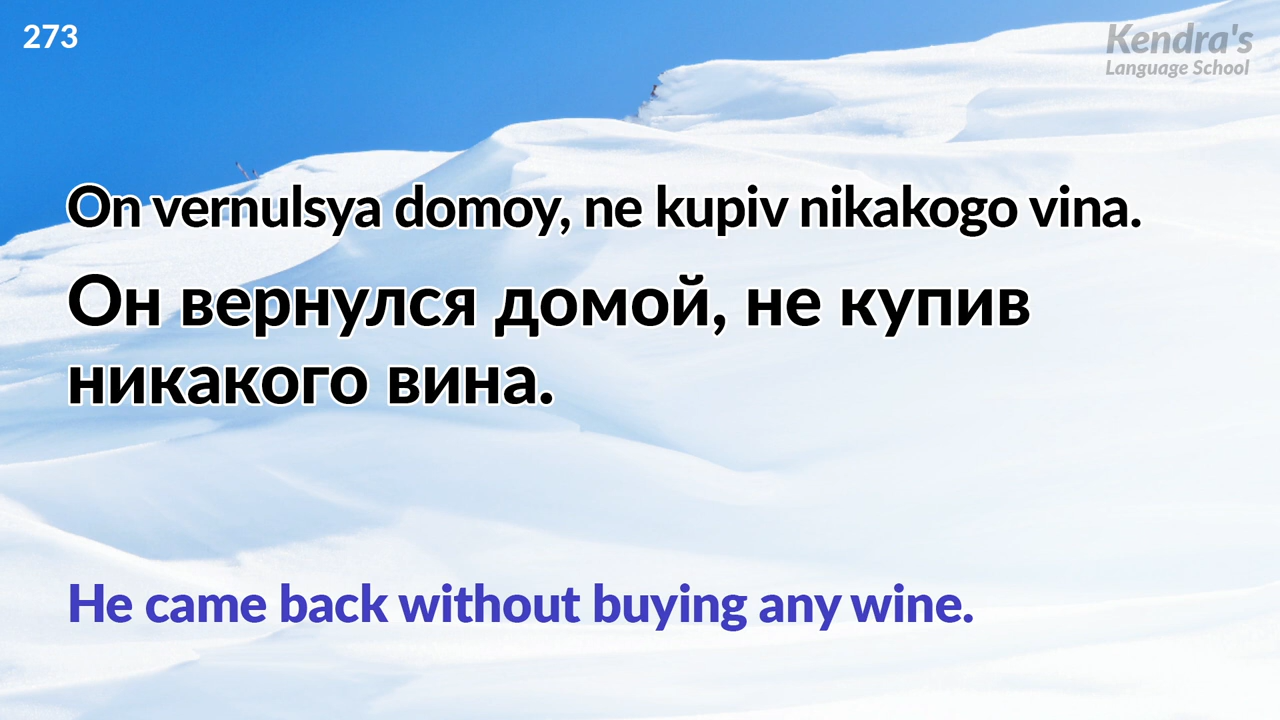 273
Kendra's
Language School
On vernulsya domoy, ne kupiv nikakogo vina.
Он вернулся домой, не купив
никакого вина.
He came back without buying any wine.